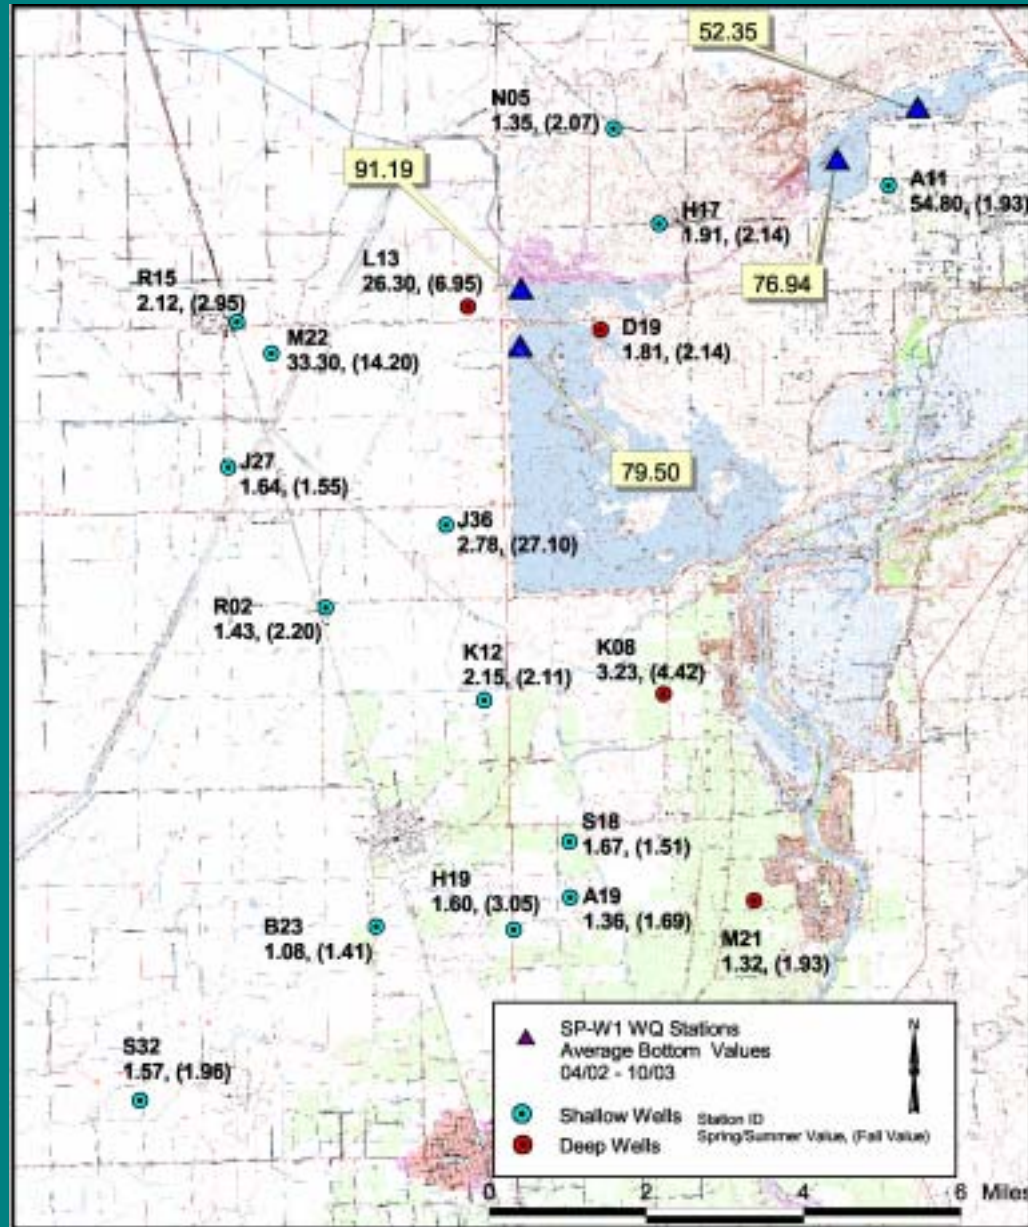 52.35
N05
1.35, (2.07)
91.19
A11
54.80, (1.93)
H17
1.91, (2.14)
L13
26.30, (6.95)
76.94
R15
2.12, (2.95)
M22
33.30, (14.20)
D19
1.81, (2.14)
J27
1.64, (1.55)
79.50
J36
2.78, (27.10)
R02
1.43, (2.20)
K12
2.15, (2.11)
K08
3.23, (4.42)
S18
1.67, (1.51)
H19
1.60, (3.05)
A19
1.36, (1.69)
B23
1.08, (1.41)
M21
1.32, (1.93)
S32
1.57, (1.96)
SP-W1 WQ Stations
Average Bottom Values
04/02 - 10/03
N
Shallow Wells
Deep Wells
Station ID
Spring/Summer Value, (Fall Value)
0 2 4 6 Miles